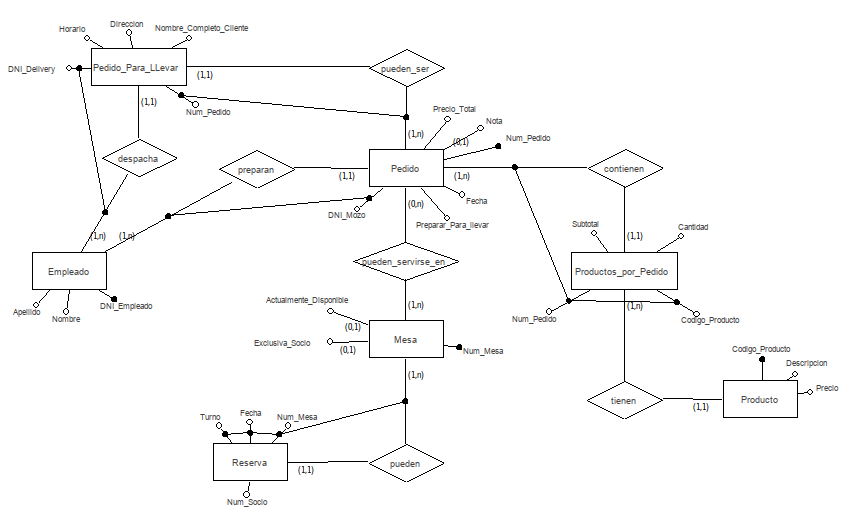 Horario
Direccion
Nombre_Completo_Cliente
DNI_Delivery
Pedido_Para_LLevar
(1,1)
pueden_ser
(1,1)
Num_Pedido
Precio_Total
Nota
(1,n)
(0,1)
Num_Pedido
despacha
preparan
Pedido
contienen
(1,1)
(1,n)
DNI_Mozo
(0,n)
Fecha
Preparar_Para_llevar
Subtotal
Cantidad
(1,n)
(1,n)
(1,1)
Empleado
pueden_servirse_en
Productos_por_Pedido
Apellido
Nombre
DNI_Empleado
Actualmente_Disponible
(1,n)
(1,n)
Num_Pedido
Codigo_Producto
(0,1)
Exclusiva_Socio
(0,1)
Mesa
Num_Mesa
Codigo_Producto
Descripcion
Precio
(1,n)
tienen
(1,1)
Producto
Turno
Fecha
Num_Mesa
Reserva
(1,1)
pueden
Num_Socio